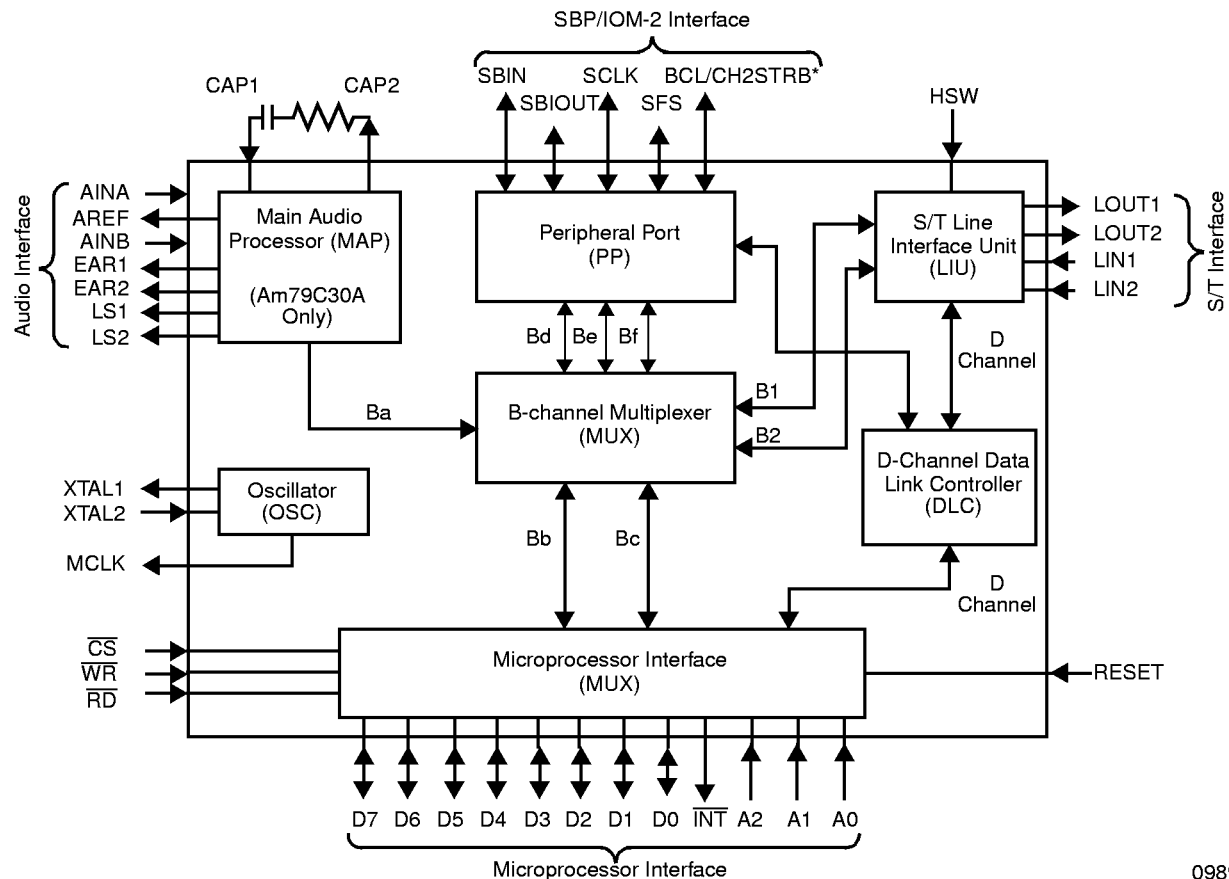 SBP/IOM-2 Interface
SBIN
SCLK
BCL/CH2STRB*
SBIOUT
SFS
CAP1
CAP2
HSW
Audio Interface
AINA
AREF
AINB
EAR1
EAR2
LS1
LS2
Main Audio
Processor (MAP)
(Am79C30A
Only)
Peripheral Port
(PP)
S/T Line
Interface Unit
(LIU)
LOUT1
LOUT2
LIN1
LIN2
S/T Interface
Bd
Be
Bf
D
Channel
Ba
B-channel Multiplexer
(MUX)
B1
B2
D-Channel Data
Link Controller
(DLC)
XTAL1
XTAL2
MCLK
Oscillator
(OSC)
Bb
Bc
D
Channel
CS
WR
RD
Microprocessor Interface
(MUX)
RESET
D7
D6
D5
D4
D3
D2
D1
D0
INT
A2
A1
A0
Microprocessor Interface